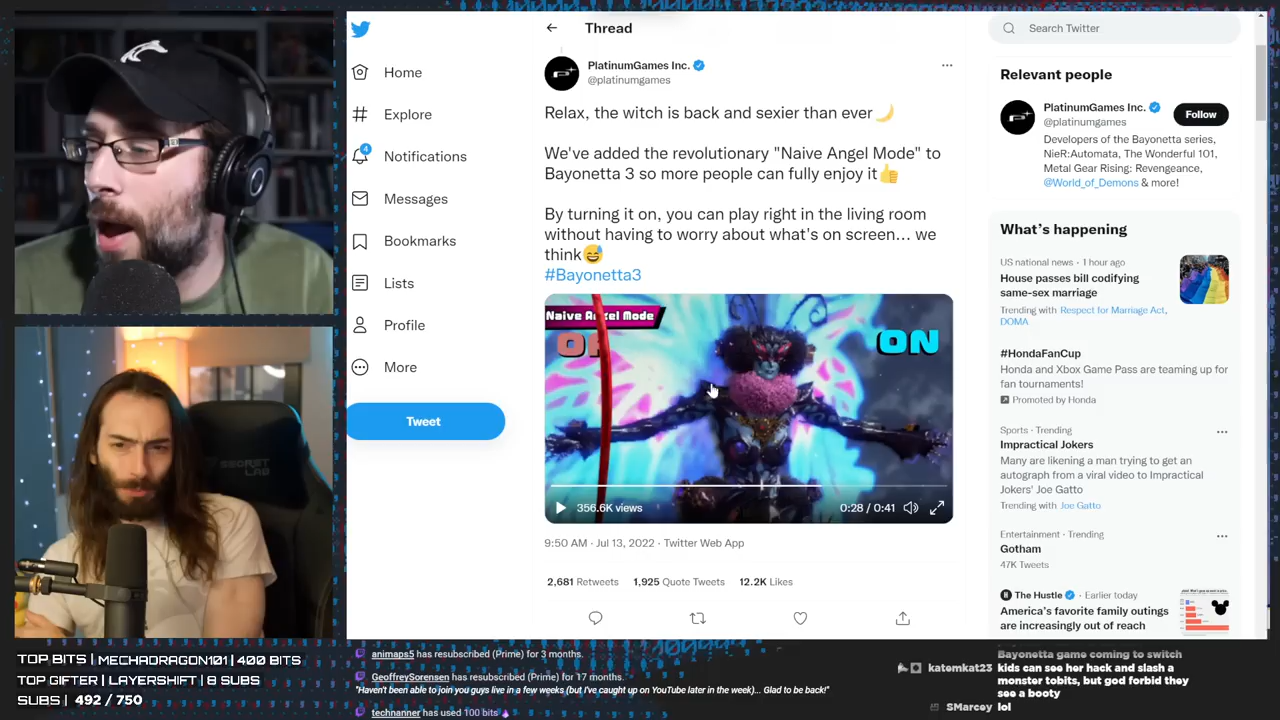 Home
Explore
4
Notifications
Messages
Bookmarks
Lists
Profile
More
Tweet
Thread
PlatinumGames Inc.
@platinumgames
Relax, the witch is back and sexier than ever🌙
We've added the revolutionary "Naive Angel Mode" to
Bayonetta 3 so more people can fully enjoy it👍
By turning it on, you can play right in the living room
without having to worry about what's on screen... we
think😅
#Bayonetta3
Naive Angel Mode
ON
356.6K views
0:28 / 0:41
9:50 AM · Jul 13, 2022 · Twitter Web App
2,681 Retweets 1,925 Quote Tweets 12.2K Likes
Search Twitter
Relevant people
PlatinumGames Inc.
@platinumgames
Follow
Developers of the Bayonetta series,
NieR:Automata, The Wonderful 101,
Metal Gear Rising: Revengeance,
@World_of_Demons & more!
What's happening
US national news · 1 hour ago
House passes bill codifying
same-sex marriage
Trending with Respect for Marriage Act,
DOMA
#HondaFanCup
Honda and Xbox Game Pass are teaming up for
fan tournaments!
Promoted by Honda
Sports · Trending
Impractical Jokers
Many are likening a man trying to get an
autograph from a viral video to Impractical
Jokers' Joe Gatto
Trending with Joe Gatto
Entertainment · Trending
Gotham
47K Tweets
The Hustle · Earlier today
America's favorite family outings
are increasingly out of reach
SECRET
LAB
TOP BITS | MECHADRAGON101 | 400 BITS
TOP GIFTER | LAYERSHIFT | 8 SUBS
SUBS | 492 / 750
animaps5 has resubscribed (Prime) for 3 months.
GeoffreySorensen has resubscribed (Prime) for 17 months.
"Haven't been able to join you guys live in a few weeks (but I've caught up on YouTube later in the week)... Glad to be back!"
technanner has used 100 bits
Bayonetta game coming to switch
katemkat23 kids can see her hack and slash a
monster tobits, but god forbid they
see a booty
SMarcey lol